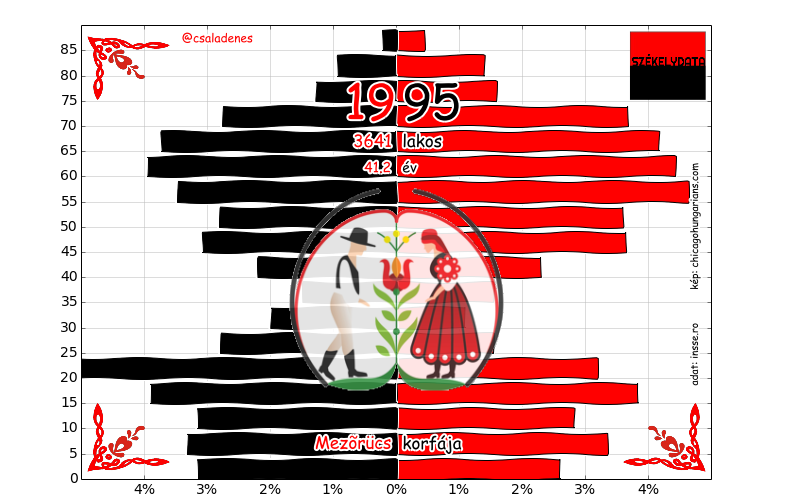 @csaladenes
SZÉKELYDATA
1995
3641 lakos
41,2 év
kép: chicagohungarians.com
adat: insse.ro
Mezőrücs korfája
85
80
75
70
65
60
55
50
45
40
35
30
25
20
15
10
5
0
4% 3% 2% 1% 0% 1% 2% 3% 4%